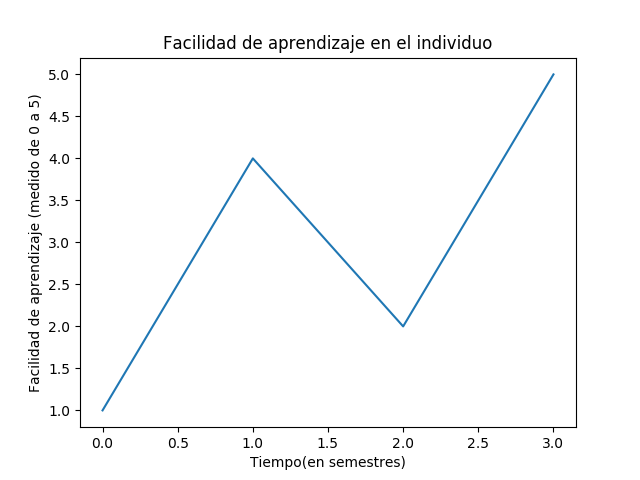 Facilidad de aprendizaje en el individuo
Facilidad de aprendizaje (medido de 0 a 5)
5.0
4.5
4.0
3.5
3.0
2.5
2.0
1.5
1.0
0.0 0.5 1.0 1.5 2.0 2.5 3.0
Tiempo(en semestres)